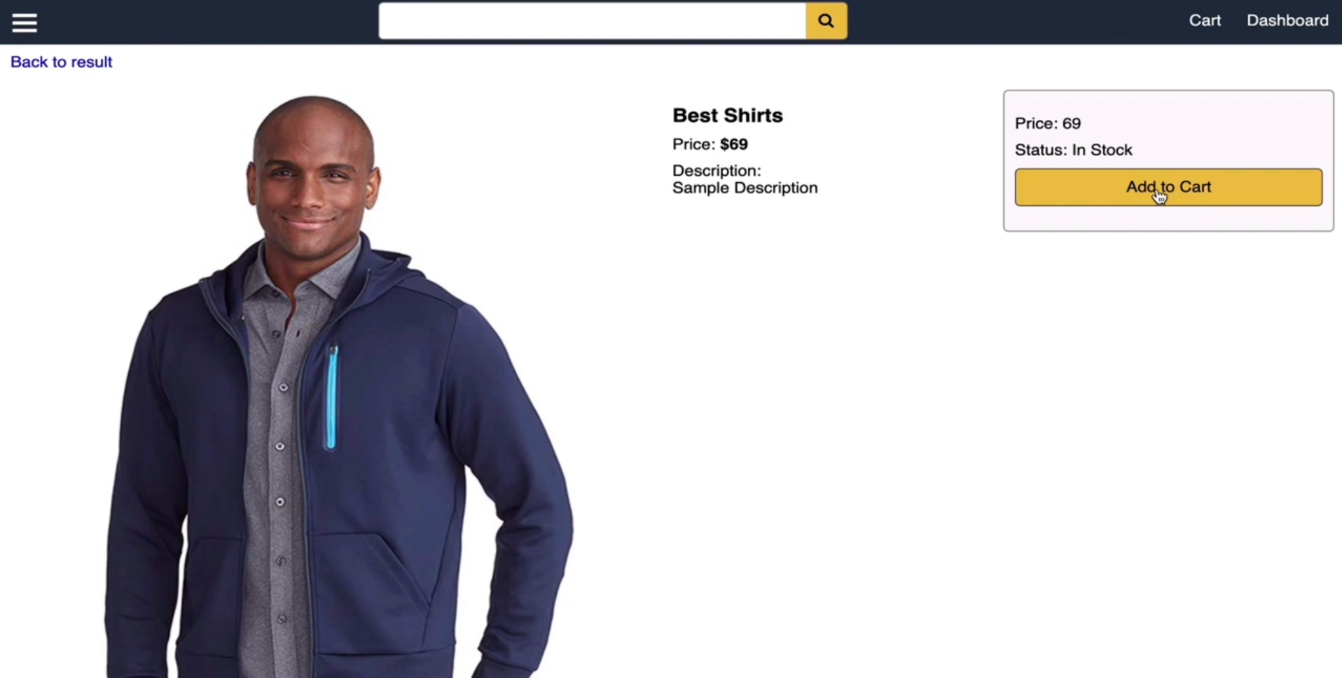 Cart Dashboard
Back to result
Best Shirts
Price: $69
Description:
Sample Description
Price: 69
Status: In Stock
Add to Cart